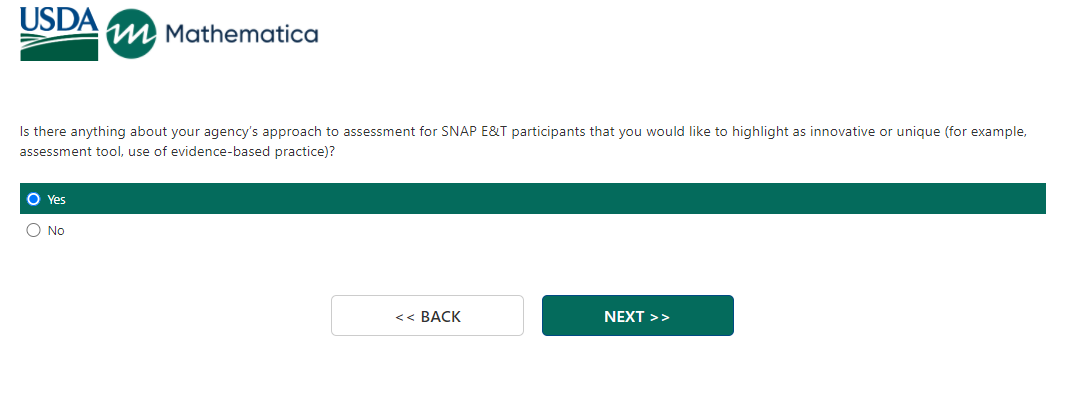 USDA
m Mathematica
Is there anything about your agency's approach to assessment for SNAP E&T participants that you would like to highlight as innovative or unique (for example,
assessment tool, use of evidence-based practice)?
Yes
No
<< BACK
NEXT >>